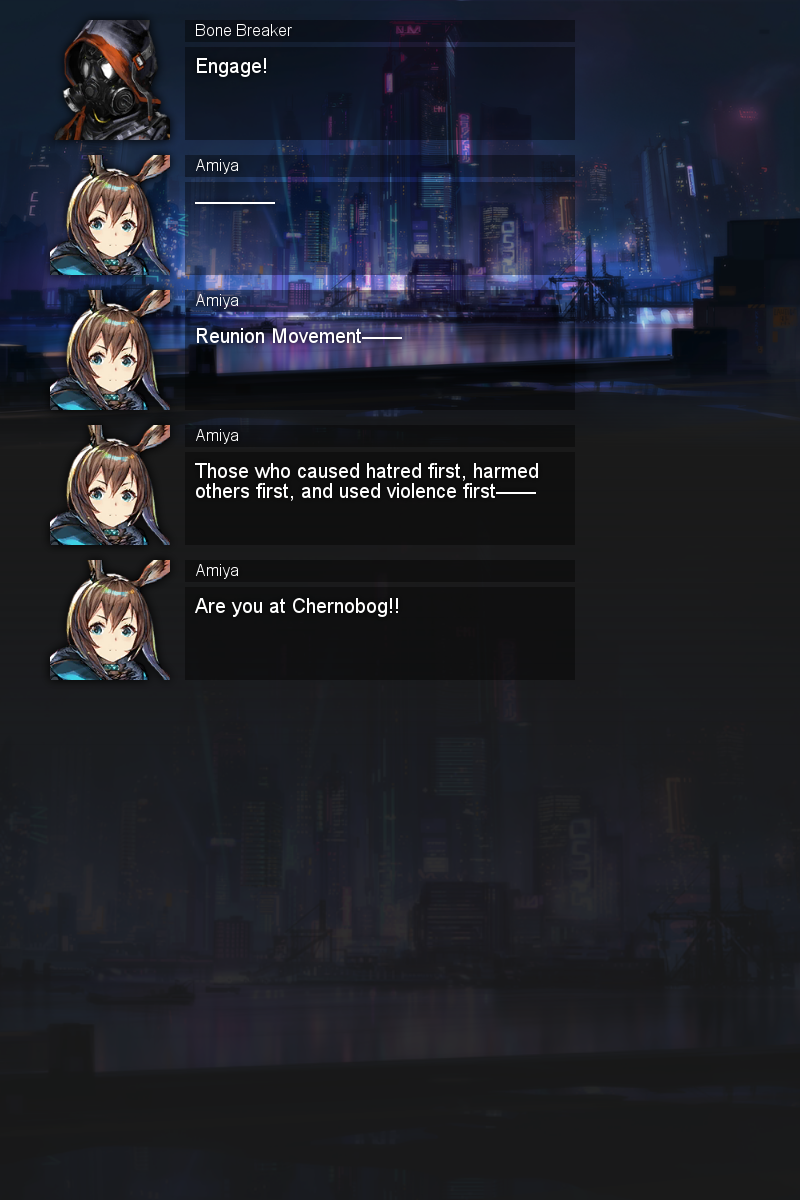 Bone Breaker
Engage!
Amiya
————
Amiya
Reunion Movement——
Amiya
Those who caused hatred first, harmed
others first, and used violence first——
Amiya
Are you at Chernobog!!